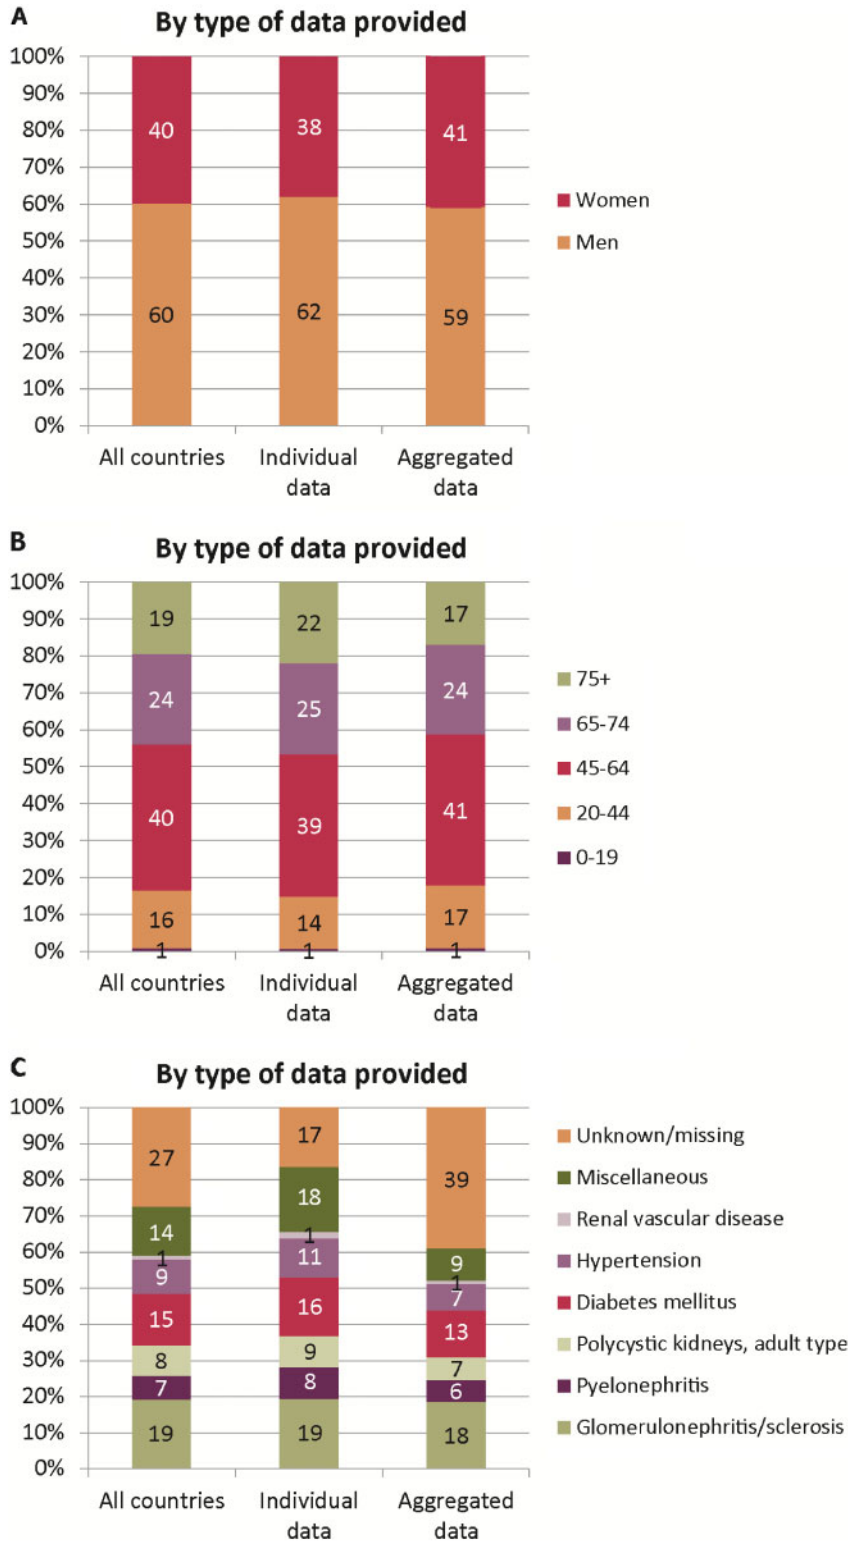 A
By type of data provided
100%
90%
80%
70%
60%
50%
40%
30%
20%
10%
0%
40
38
41
60
62
59
Women
Men
All countries
Individual
data
Aggregated
data
B
By type of data provided
100%
90%
80%
70%
60%
50%
40%
30%
20%
10%
0%
19
22
17
24
25
24
40
39
41
16
14
17
1
1
1
75+
65-74
45-64
20-44
0-19
All countries
Individual
data
Aggregated
data
C
By type of data provided
100%
90%
80%
70%
60%
50%
40%
30%
20%
10%
0%
27
17
39
14
18
9
1
1
1
9
11
7
15
16
13
8
9
7
7
8
6
19
19
18
Unknown/missing
Miscellaneous
Renal vascular disease
Hypertension
Diabetes mellitus
Polycystic kidneys, adult type
Pyelonephritis
Glomerulonephritis/sclerosis
All countries
Individual
data
Aggregated
data